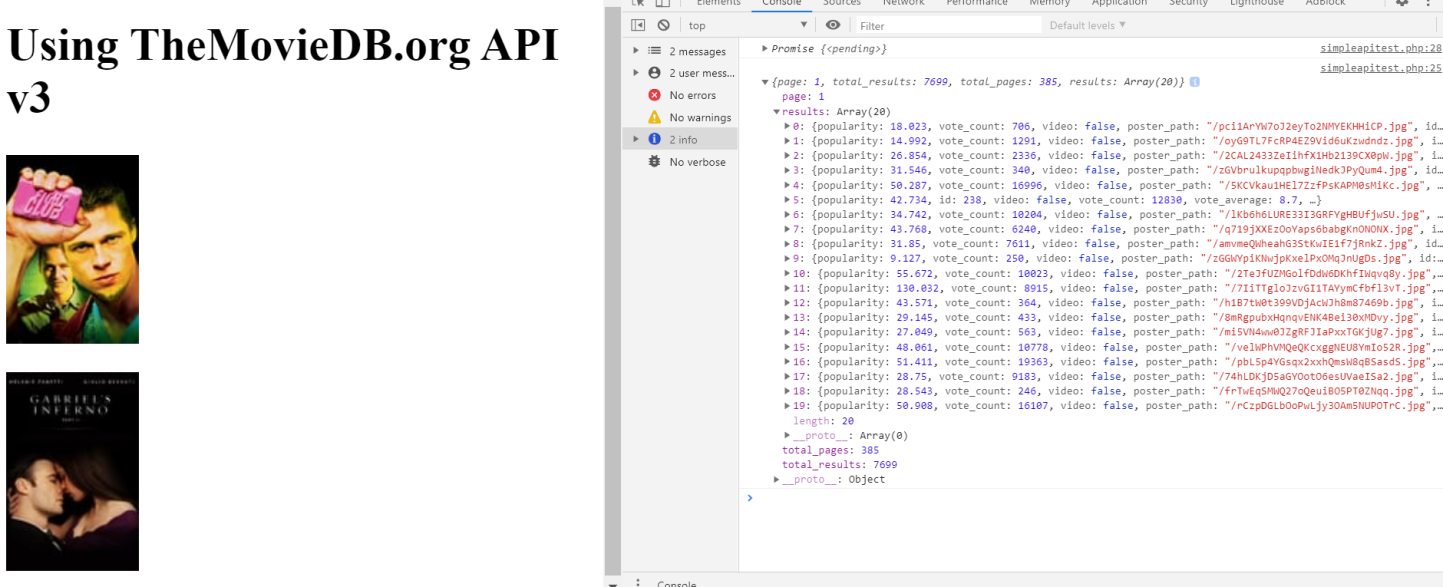 Using TheMovieDB.org API
v3
FIGHT
CLUB
GABRIEL'S
INFERNO
Elements Console Sources Network Performance Memory Application Security Lighthouse AdBlock
top Filter Default levels ▼
2 messages
2 user mess...
No errors
No warnings
2 info
No verbose
Promise {<pending>} simpleapitest.php:28
simpleapitest.php:25
{page: 1, total_results: 7699, total_pages: 385, results: Array(20)}
page: 1
results: Array(20)
0: {popularity: 18.023, vote_count: 706, video: false, poster_path: "/pci1ArYW7oJ2eyTo2NMYEKHHiCP.jpg", id…
1: {popularity: 14.992, vote_count: 1291, video: false, poster_path: "/oyG9TL7FcRP4EZ9Vid6uKzwdndz.jpg", i…
2: {popularity: 26.854, vote_count: 2336, video: false, poster_path: "/2CAL2433ZeIihfX1Hb2139CX0pW.jpg", i…
3: {popularity: 31.546, vote_count: 340, video: false, poster_path: "/zGVbrulkupqpbwgiNedkJPyQum4.jpg", id…
4: {popularity: 50.287, vote_count: 16996, video: false, poster_path: "/5KCVkau1HEl7ZzfPsKAPM0sMiKc.jpg", …
5: {popularity: 42.734, id: 238, video: false, vote_count: 12830, vote_average: 8.7, …}
6: {popularity: 34.742, vote_count: 10204, video: false, poster_path: "/lKb6h6LURE33I3GRFYgHBUfjwSU.jpg", …
7: {popularity: 43.768, vote_count: 6240, video: false, poster_path: "/q719jXXEzOoYaps6babgKnONONX.jpg", i…
8: {popularity: 31.85, vote_count: 7611, video: false, poster_path: "/amvmeQWheahG3StKwIE1f7jRnkZ.jpg", id…
9: {popularity: 9.127, vote_count: 250, video: false, poster_path: "/zGGWYpiKNwjpKxelPxOMqJnUgDs.jpg", id:…
10: {popularity: 55.672, vote_count: 10023, video: false, poster_path: "/2TeJfUZMGolfDdW6DKhfIWqvq8y.jpg",…
11: {popularity: 130.032, vote_count: 8915, video: false, poster_path: "/7IiTTgloJzvGI1TAYymCfbfl3vT.jpg",…
12: {popularity: 43.571, vote_count: 364, video: false, poster_path: "/h1B7tW0t399VDjAcWJh8m87469b.jpg", i…
13: {popularity: 29.145, vote_count: 433, video: false, poster_path: "/8mRgpubxHqnqvENK4Bei30xMDvy.jpg", i…
14: {popularity: 27.049, vote_count: 563, video: false, poster_path: "/mi5VN4ww0JZgRFJIaPxxTGKjUg7.jpg", i…
15: {popularity: 48.061, vote_count: 10778, video: false, poster_path: "/velWPhVMQeQKcxggNEU8YmIo52R.jpg",…
16: {popularity: 51.411, vote_count: 19363, video: false, poster_path: "/pbL5p4YGsqx2xxhQmsW8qBSasdS.jpg",…
17: {popularity: 28.75, vote_count: 9183, video: false, poster_path: "/74hLDKjD5aGYOotO6esUVaeISa2.jpg", i…
18: {popularity: 28.543, vote_count: 246, video: false, poster_path: "/frTwEqSMWQ27oQeuiBO5PT0ZNqq.jpg", i…
19: {popularity: 50.908, vote_count: 16107, video: false, poster_path: "/rCzpDGLbOoPwLjy3OAm5NUPOTrC.jpg",…
length: 20
__proto__: Array(0)
total_pages: 385
total_results: 7699
__proto__: Object
Console